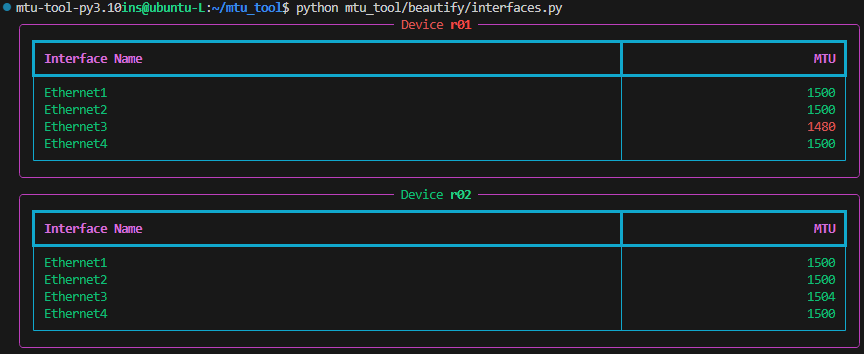 mtu-tool-py3.10ins@ubuntu-L:~/mtu_tool$ python mtu_tool/beautify/interfaces.py
Device r01
Interface Name MTU
Ethernet1 1500
Ethernet2 1500
Ethernet3 1480
Ethernet4 1500
Device r02
Interface Name MTU
Ethernet1 1500
Ethernet2 1500
Ethernet3 1504
Ethernet4 1500